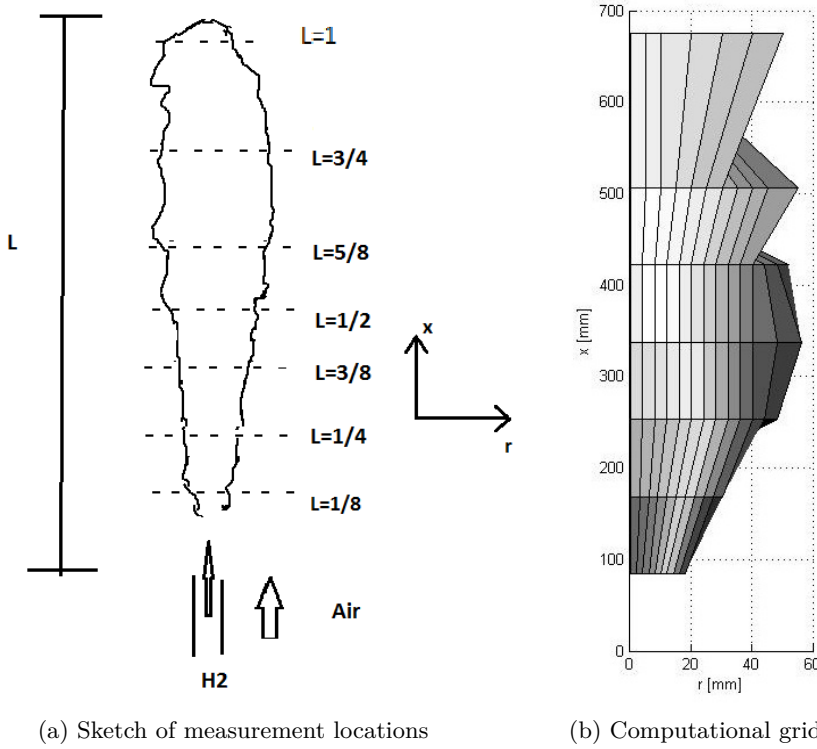 L
L=1
L=3/4
L=5/8
L=1/2
L=3/8
L=1/4
L=1/8
x
r
Air
H2
700
600
500
400
300
200
100
0
x [mm]
0
20
40
60
r [mm]
(a) Sketch of measurement locations
(b) Computational grid